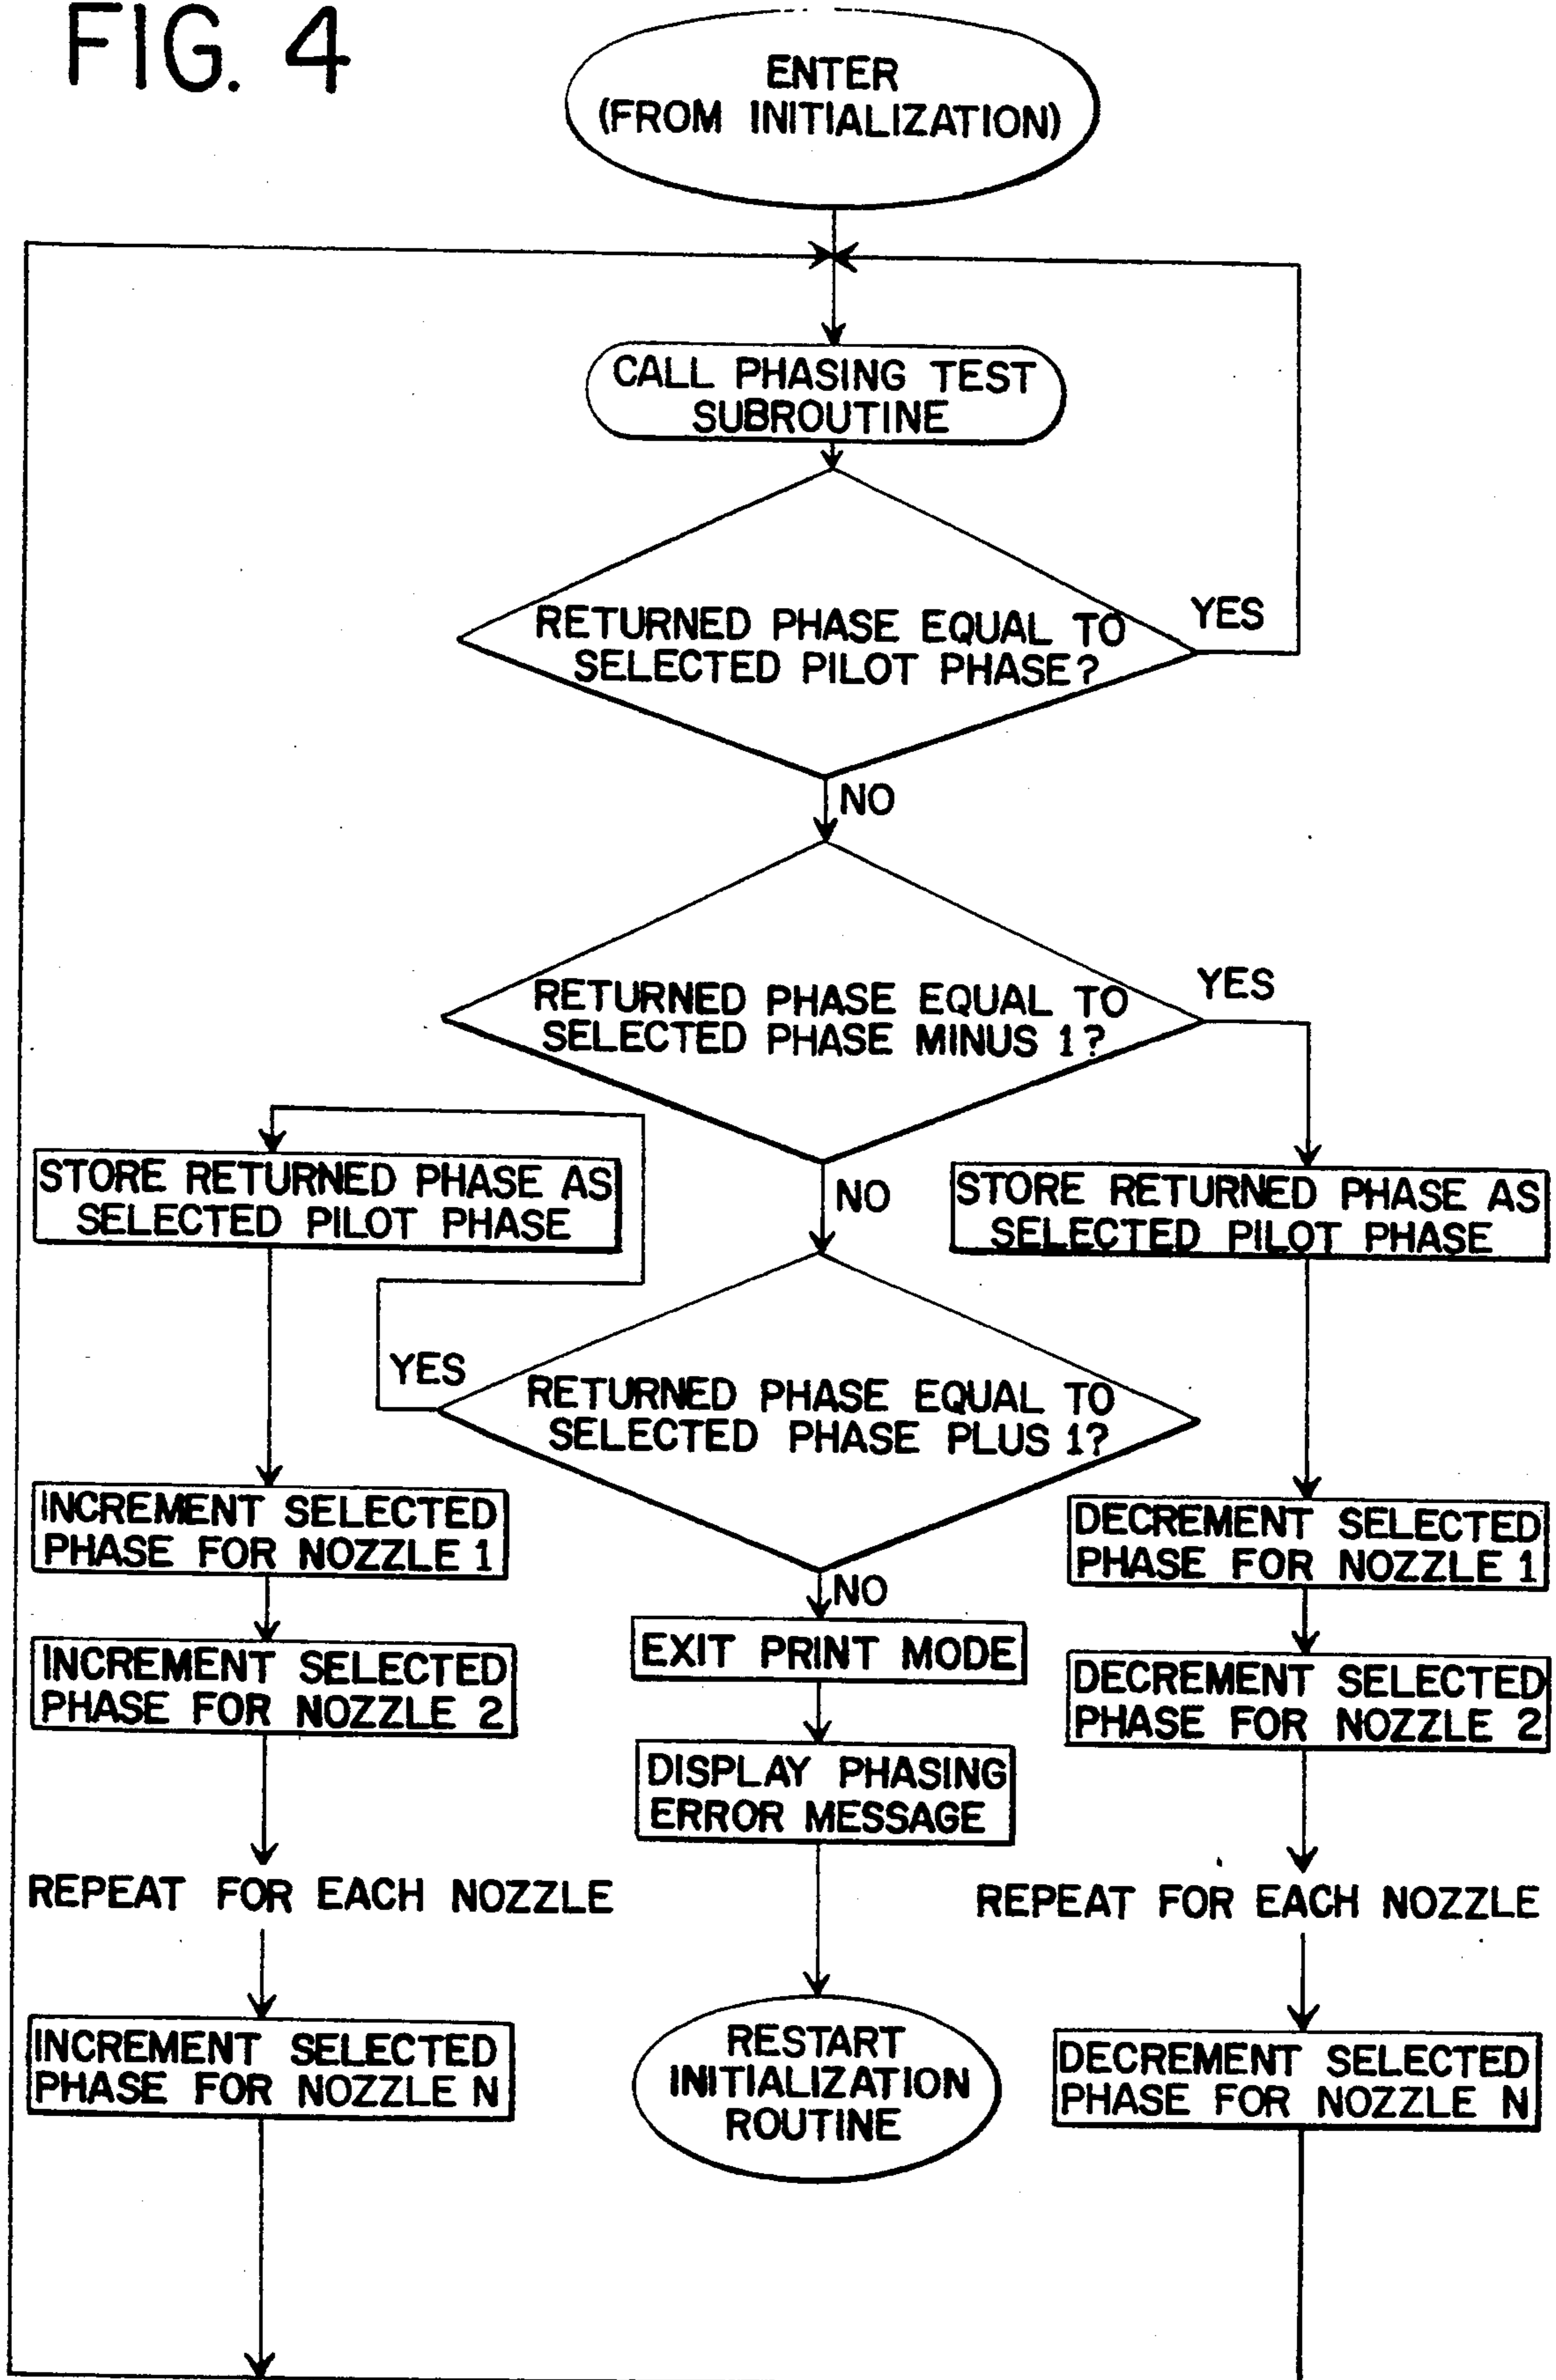 FIG. 4
ENTER
(FROM INITIALIZATION)
CALL PHASING TEST
SUBROUTINE
RETURNED PHASE EQUAL TO
SELECTED PILOT PHASE?
YES
NO
RETURNED PHASE EQUAL TO
SELECTED PHASE MINUS 1?
YES
NO
STORE RETURNED PHASE AS
SELECTED PILOT PHASE
STORE RETURNED PHASE AS
SELECTED PILOT PHASE
YES
RETURNED PHASE EQUAL TO
SELECTED PHASE PLUS 1?
NO
INCREMENT SELECTED
PHASE FOR NOZZLE 1
INCREMENT SELECTED
PHASE FOR NOZZLE 2
REPEAT FOR EACH NOZZLE
INCREMENT SELECTED
PHASE FOR NOZZLE N
EXIT PRINT MODE
DISPLAY PHASING
ERROR MESSAGE
RESTART
INITIALIZATION
ROUTINE
DECREMENT SELECTED
PHASE FOR NOZZLE 1
DECREMENT SELECTED
PHASE FOR NOZZLE 2
REPEAT FOR EACH NOZZLE
DECREMENT SELECTED
PHASE FOR NOZZLE N